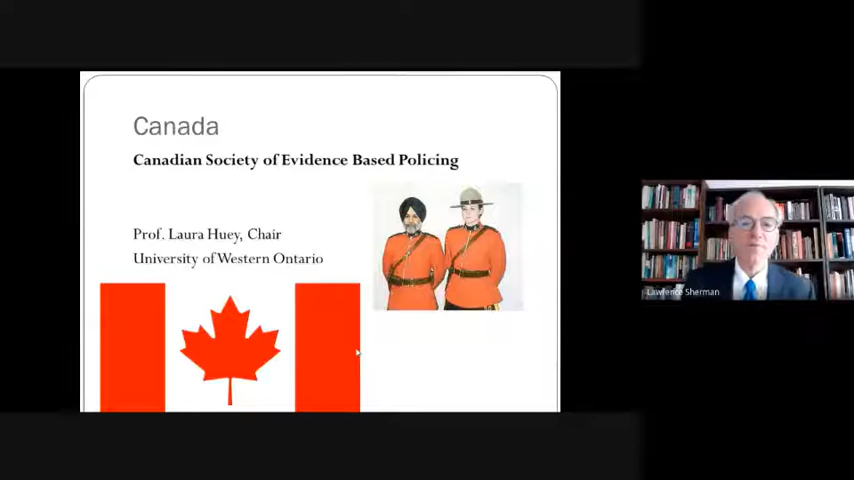 Canada
Canadian Society of Evidence Based Policing
Prof. Laura Huey, Chair
University of Western Ontario
Lawrence Sherman